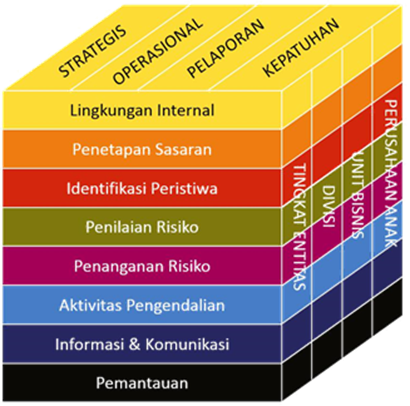 STRATEGIS
OPERASIONAL
PELAPORAN
KEPATUHAN
Lingkungan Internal
Penetapan Sasaran
Identifikasi Peristiwa
Penilaian Risiko
Penanganan Risiko
Aktivitas Pengendalian
Informasi & Komunikasi
Pemantauan
TINGKAT ENTITAS
DIVISI
UNIT BISNIS
PERUSAHAAN ANAK